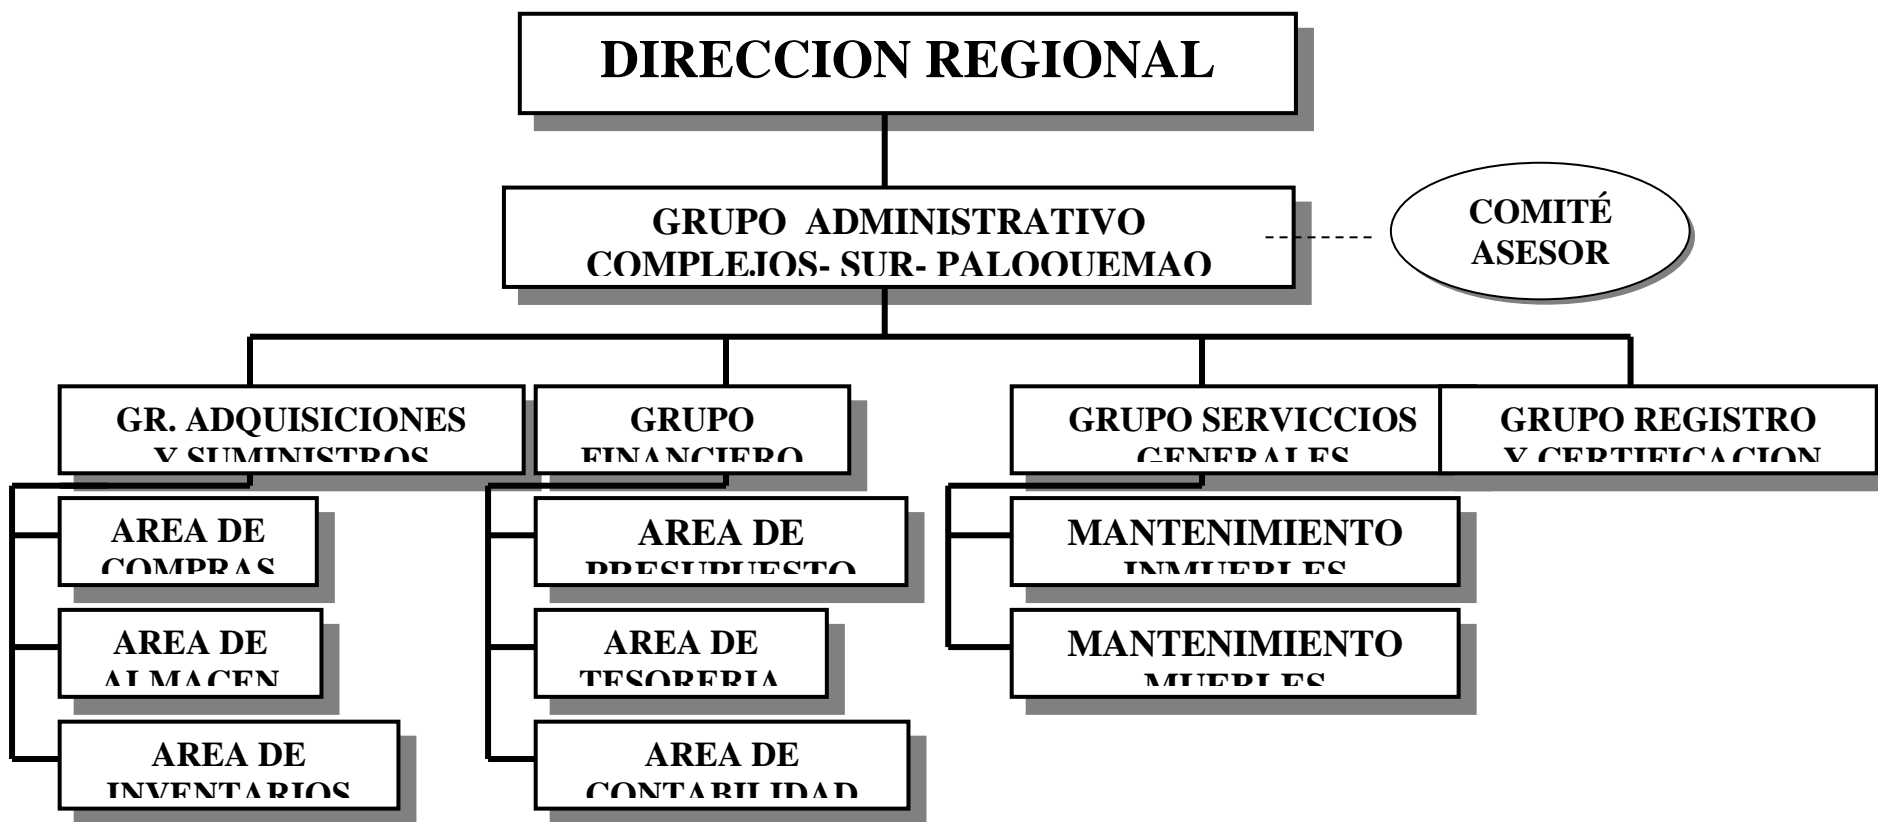 DIRECCION REGIONAL
GRUPO ADMINISTRATIVO
COMPLEJOS- SUR- PALOQUEMAO
COMITÉ
ASESOR
GR. ADQUISICIONES
Y SUMINISTROS
GRUPO
FINANCIERO
GRUPO SERVICCIOS
GENERALES
GRUPO REGISTRO
Y CERTIFICACION
AREA DE
COMPRAS
AREA DE
ALMACEN
AREA DE
INVENTARIOS
AREA DE
PRESUPUESTO
AREA DE
TESORERIA
AREA DE
CONTABILIDAD
MANTENIMIENTO
INMUEBLES
MANTENIMIENTO
MUEBLES